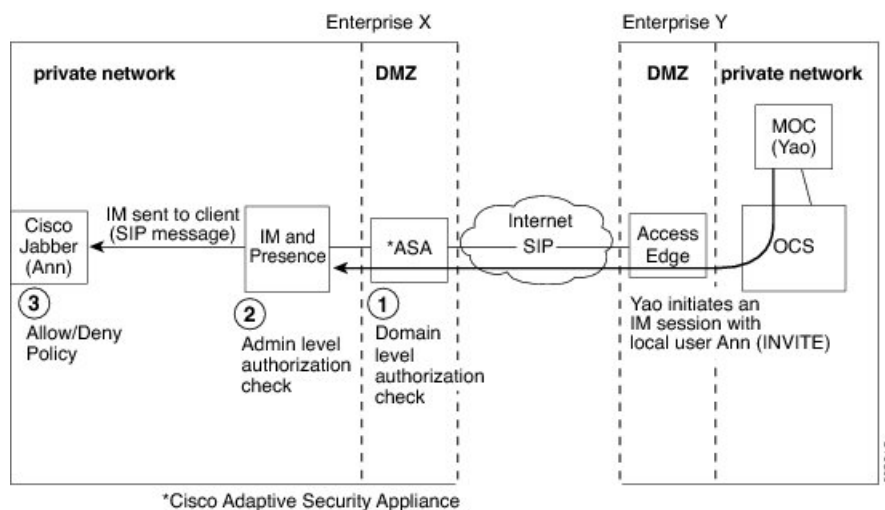 Enterprise X
Enterprise Y
private network
DMZ
DMZ
private network
MOC
(Yao)
Cisco
Jabber
(Ann)
IM sent to client
(SIP message)
IM and
Presence
*ASA
Internet
SIP
Access
Edge
OCS
3
Allow/Deny
Policy
2
Admin level
authorization
check
1
Domain
level
authorization
check
Yao initiates an
IM session with
local user Ann (INVITE)
*Cisco Adaptive Security Appliance